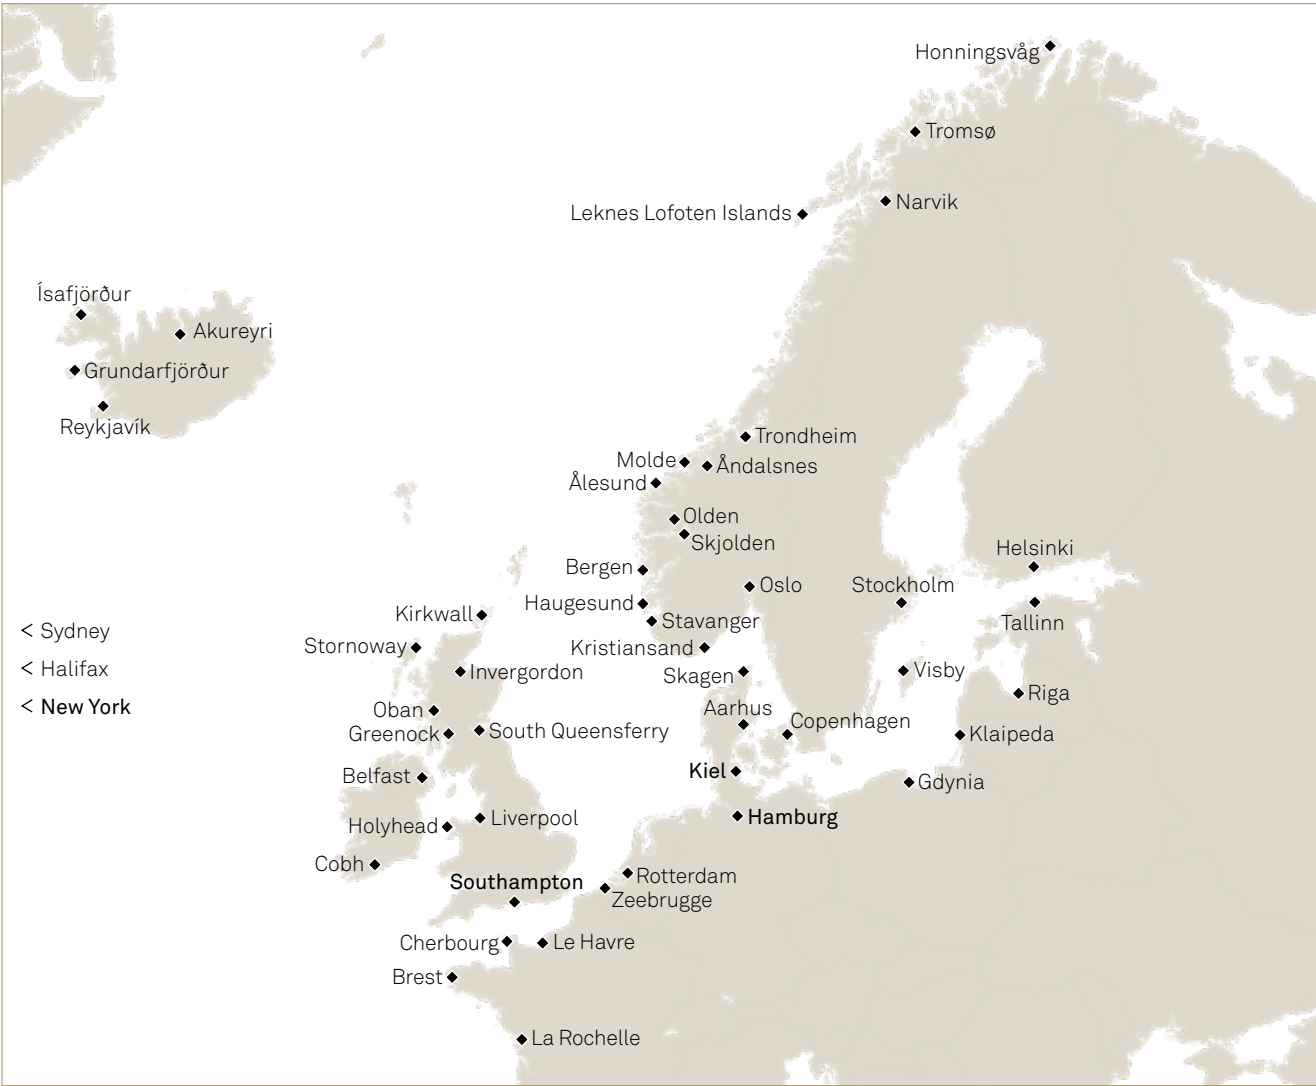 Honningsvåg
Tromsø
Narvik
Leknes Lofoten Islands
Ísafjörður
Akureyri
Grundarfjörður
Reykjavík
Trondheim
Molde
Åndalsnes
Ålesund
Olden
Skjolden
Helsinki
Bergen
Oslo
Stockholm
Haugesund
Kirkwall
Stavanger
Tallinn
< Sydney
Stornoway
Kristiansand
< Halifax
Invergordon
Skagen
Visby
Riga
< New York
Oban
Aarhus
Copenhagen
Greenock
South Queensferry
Klaipeda
Kiel
Belfast
Gdynia
Liverpool
Hamburg
Holyhead
Cobh
Rotterdam
Southampton
Zeebrugge
Cherbourg
Le Havre
Brest
La Rochelle